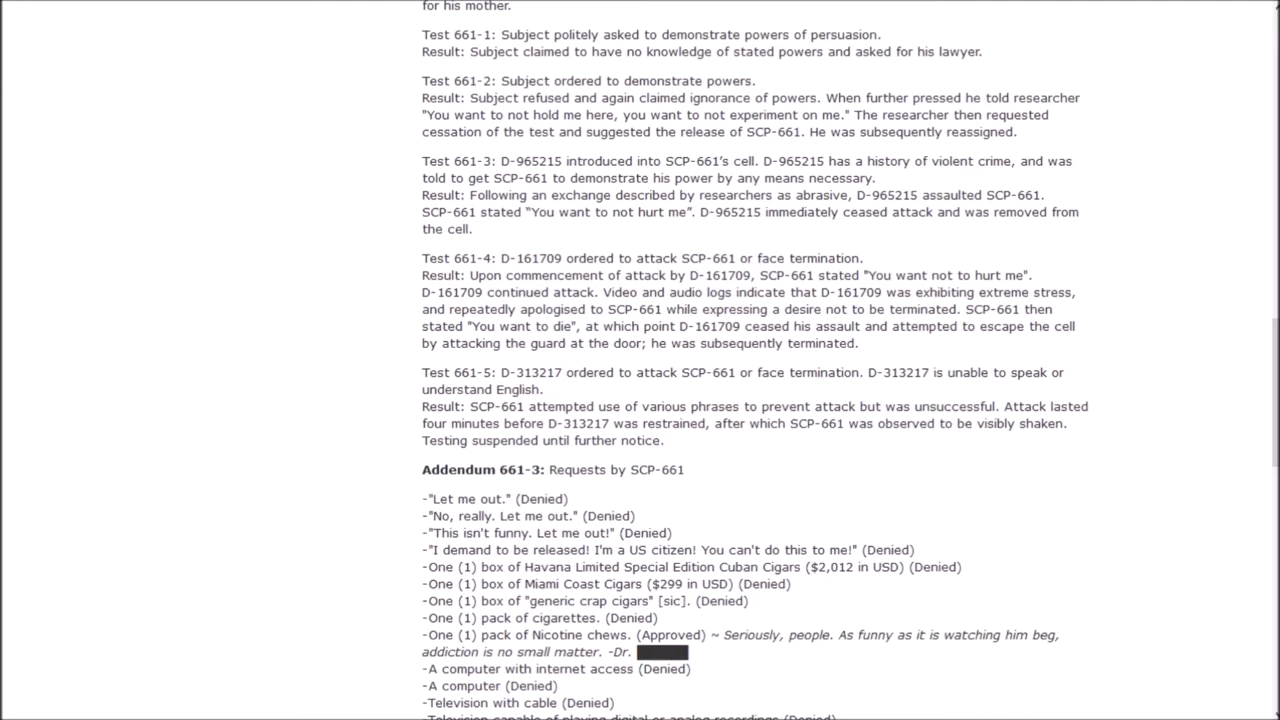 for his mother.
Test 661-1: Subject politely asked to demonstrate powers of persuasion.
Result: Subject claimed to have no knowledge of stated powers and asked for his lawyer.
Test 661-2: Subject ordered to demonstrate powers.
Result: Subject refused and again claimed ignorance of powers. When further pressed he told researcher
"You want to not hold me here, you want to not experiment on me." The researcher then requested
cessation of the test and suggested the release of SCP-661. He was subsequently reassigned.
Test 661-3: D-965215 introduced into SCP-661’s cell. D-965215 has a history of violent crime, and was
told to get SCP-661 to demonstrate his power by any means necessary.
Result: Following an exchange described by researchers as abrasive, D-965215 assaulted SCP-661.
SCP-661 stated “You want to not hurt me”. D-965215 immediately ceased attack and was removed from
the cell.
Test 661-4: D-161709 ordered to attack SCP-661 or face termination.
Result: Upon commencement of attack by D-161709, SCP-661 stated "You want not to hurt me".
D-161709 continued attack. Video and audio logs indicate that D-161709 was exhibiting extreme stress,
and repeatedly apologised to SCP-661 while expressing a desire not to be terminated. SCP-661 then
stated "You want to die", at which point D-161709 ceased his assault and attempted to escape the cell
by attacking the guard at the door; he was subsequently terminated.
Test 661-5: D-313217 ordered to attack SCP-661 or face termination. D-313217 is unable to speak or
understand English.
Result: SCP-661 attempted use of various phrases to prevent attack but was unsuccessful. Attack lasted
four minutes before D-313217 was restrained, after which SCP-661 was observed to be visibly shaken.
Testing suspended until further notice.
Addendum 661-3: Requests by SCP-661
-"Let me out." (Denied)
-"No, really. Let me out." (Denied)
-"This isn't funny. Let me out!" (Denied)
-"I demand to be released! I'm a US citizen! You can't do this to me!" (Denied)
-One (1) box of Havana Limited Special Edition Cuban Cigars ($2,012 in USD) (Denied)
-One (1) box of Miami Coast Cigars ($299 in USD) (Denied)
-One (1) box of "generic crap cigars" [sic]. (Denied)
-One (1) pack of cigarettes. (Denied)
-One (1) pack of Nicotine chews. (Approved) ~ Seriously, people. As funny as it is watching him beg,
addiction is no small matter. -Dr.
-A computer with internet access (Denied)
-A computer (Denied)
-Television with cable (Denied)
-Television capable of playing digital or analog recordings (Denied)